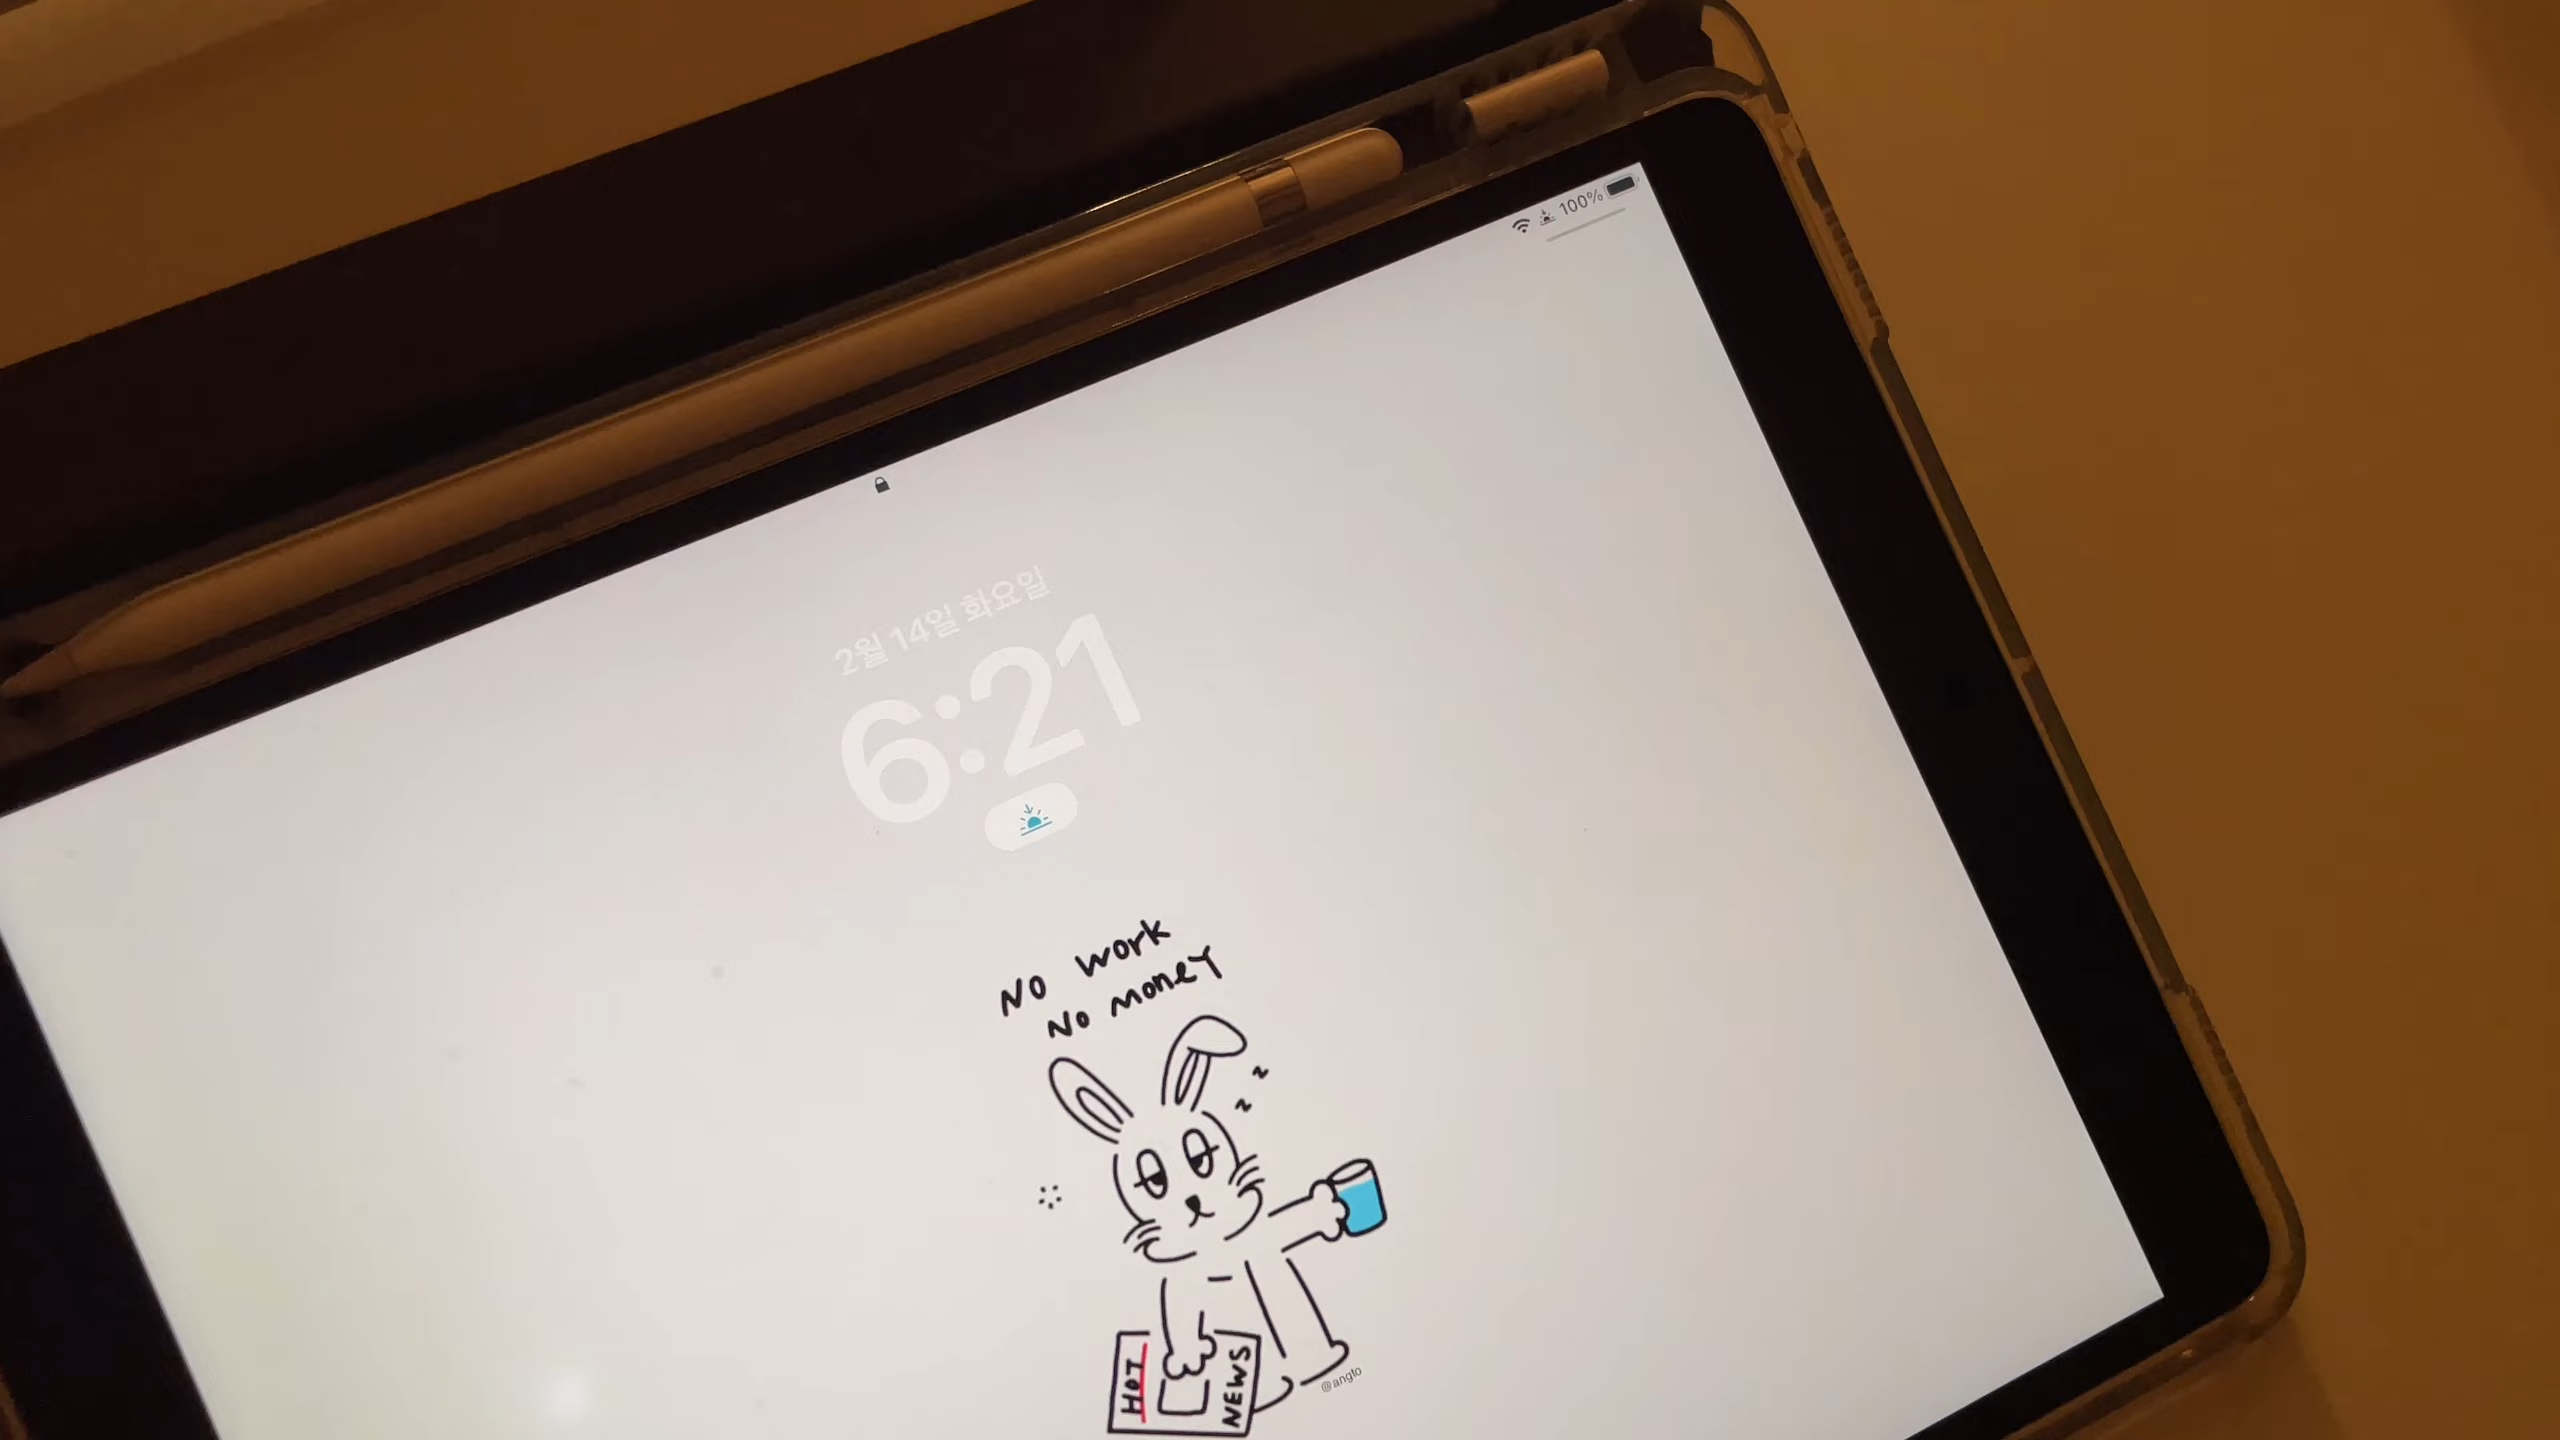 100%
2월 14일 화요일
6:21
NO WORK
NO MONEY
z
z
HOT
NEWS
@angto